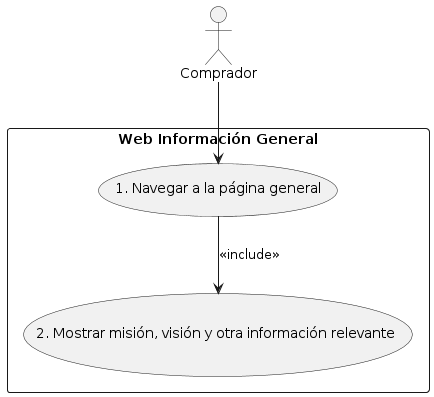 Comprador
Web Información General
1. Navegar a la página general
«include»
2. Mostrar misión, visión y otra información relevante